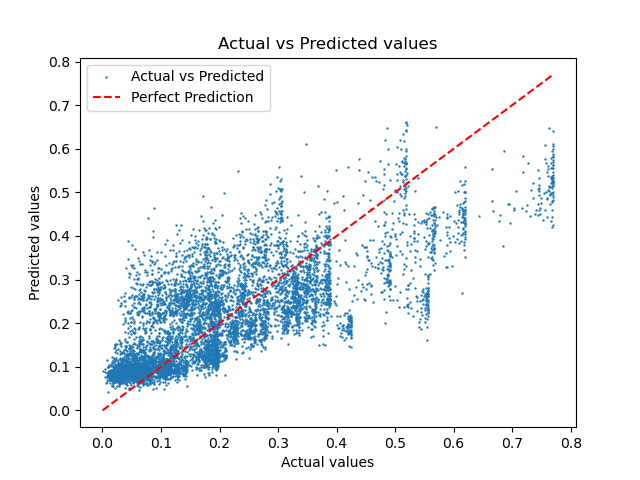 Actual vs Predicted values
Actual vs Predicted
Perfect Prediction
Predicted values
0.8
0.7
0.6
0.5
0.4
0.3
0.2
0.1
0.0
0.0 0.1 0.2 0.3 0.4 0.5 0.6 0.7 0.8
Actual values